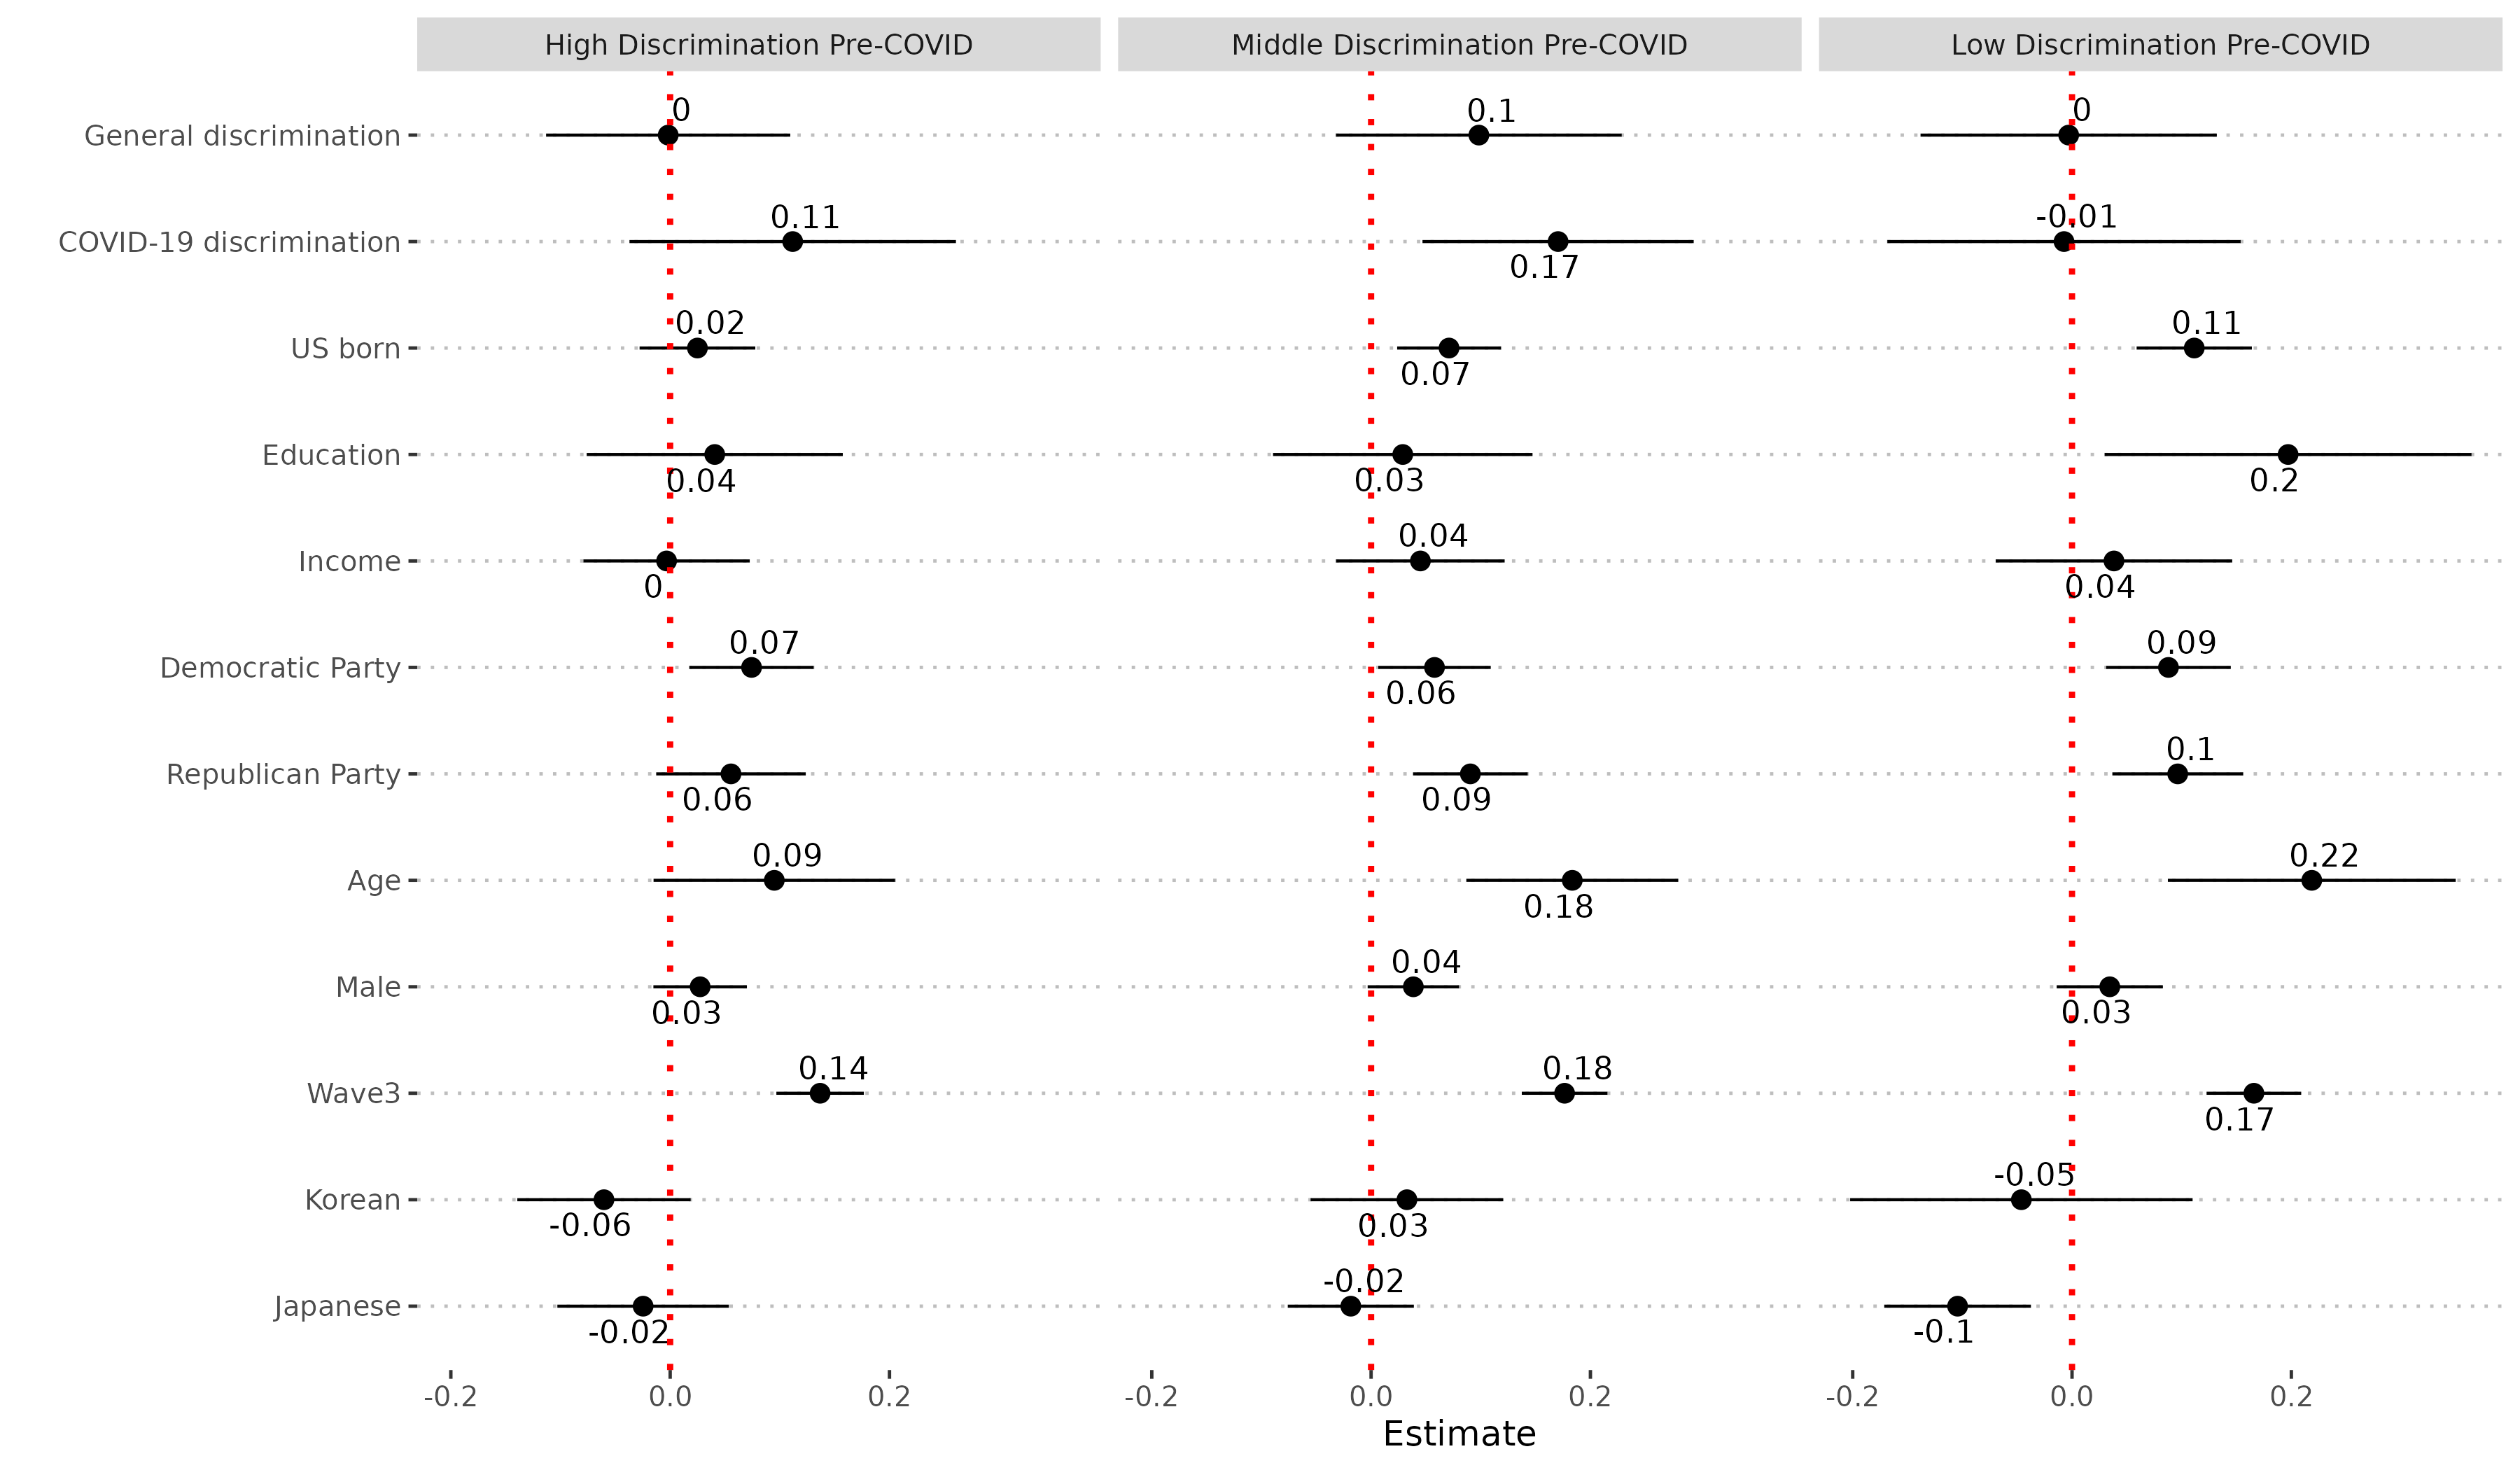 High Discrimination Pre-COVID Middle Discrimination Pre-COVID Low Discrimination Pre-COVID
General discrimination 0 0.1 0
COVID-19 discrimination 0.11 0.17 -0.01
US born 0.02 0.07 0.11
Education 0.04 0.03 0.2
Income 0 0.04 0.04
Democratic Party 0.07 0.06 0.09
Republican Party 0.06 0.09 0.1
Age 0.09 0.18 0.22
Male 0.03 0.04 0.03
Wave3 0.14 0.18 0.17
Korean -0.06 0.03 -0.05
Japanese -0.02 -0.02 -0.1
-0.2 0.0 0.2 -0.2 0.0 0.2 -0.2 0.0 0.2
Estimate